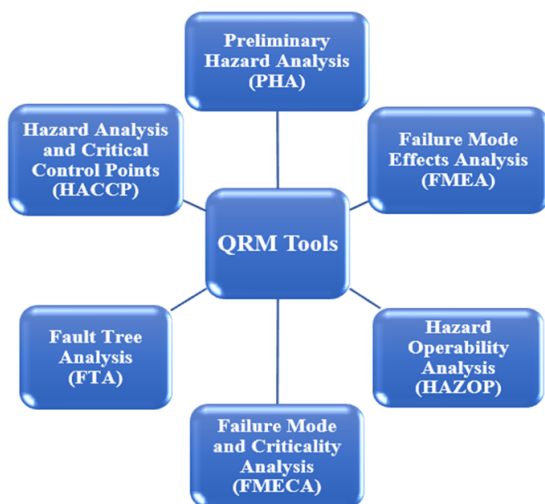 Preliminary
Hazard Analysis
(PHA)
Hazard Analysis
and Critical
Control Points
(HACCP)
Failure Mode
Effects Analysis
(FMEA)
QRM Tools
Fault Tree
Analysis
(FTA)
Hazard
Operability
Analysis
(HAZOP)
Failure Mode
and Criticality
Analysis
(FMECA)